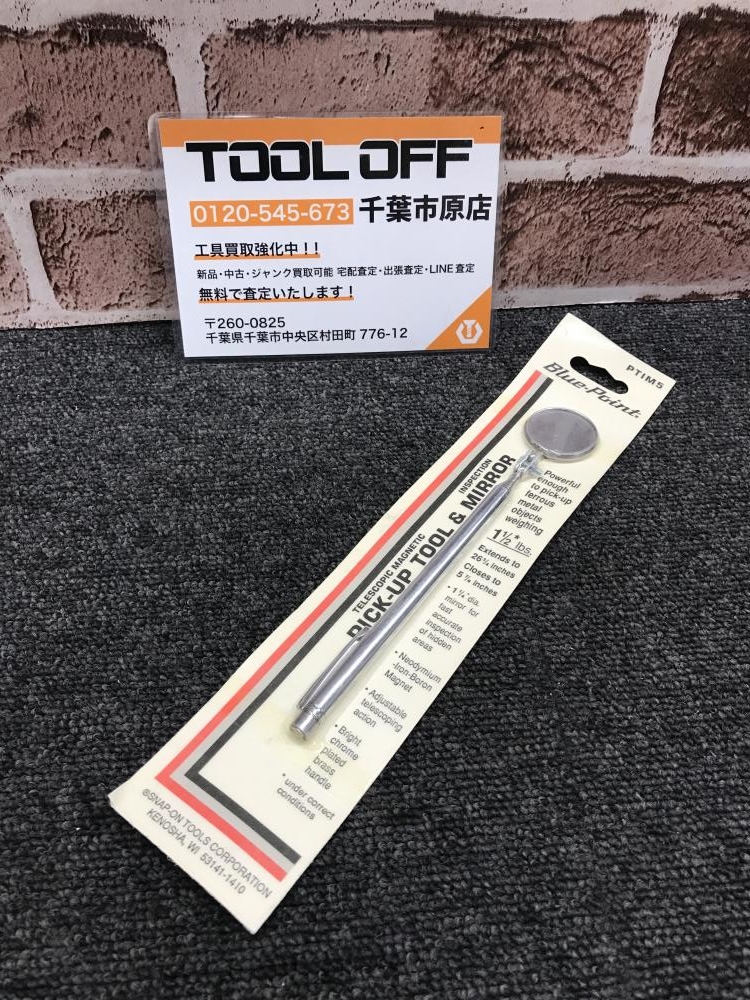 TOOL OFF
0120-545-673 千葉市原店
工具買取強化中！！
新品・中古・ジャンク買取可能 宅配査定・出張査定・LINE査定
無料で査定いたします！
〒260-0825
千葉県千葉市中央区村田町 776-12
PTIM5
Blue-Point.
TELESCOPIC MAGNETIC
INSPECTION
PICK-UP TOOL & MIRROR
Powerful
enough
to pick-up
ferrous
metal
objects
weighing
1½* lbs.
Extends to
26¾ inches
Closes to
• 1¼ dia.
mirror for
fast
accurate
inspection
of hidden
areas
• Neodymium
-Iron-Boron
Magnet
• Adjustable
telescoping
action
• Bright
chrome
plated
brass
handle
* under correct
conditions
©SNAP-ON TOOLS CORPORATION
KENOSHA, WI 53141-1410